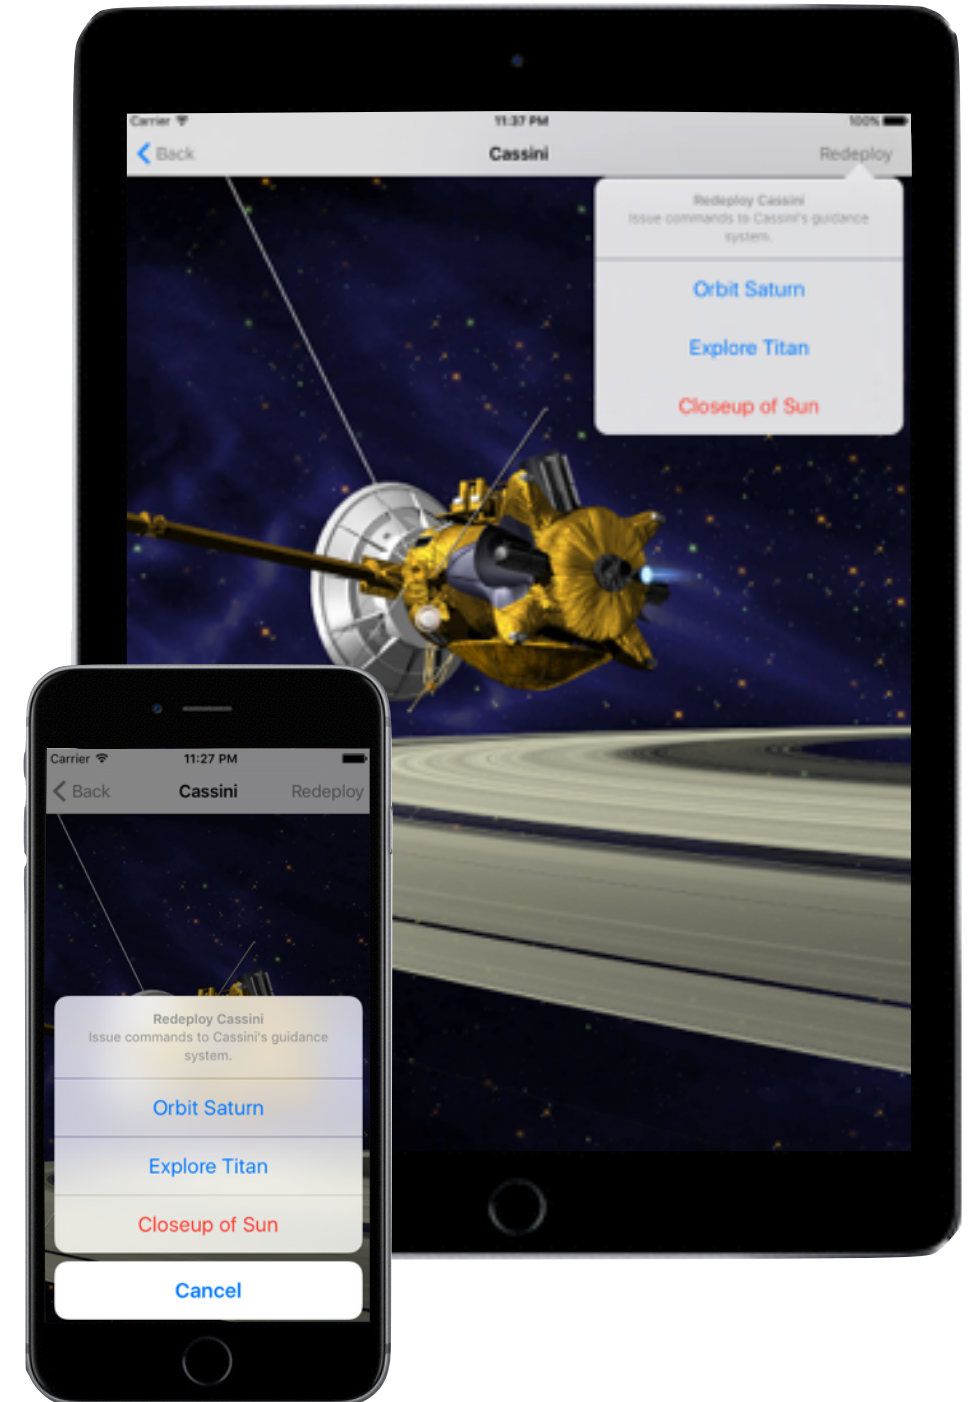 Carrier 11:37 PM 100%
Back Cassini Redeploy
Redeploy Cassini
Issue commands to Cassini's guidance
system.
Orbit Saturn
Explore Titan
Closeup of Sun
Carrier 11:27 PM
Back Cassini Redeploy
Redeploy Cassini
Issue commands to Cassini's guidance
system.
Orbit Saturn
Explore Titan
Closeup of Sun
Cancel